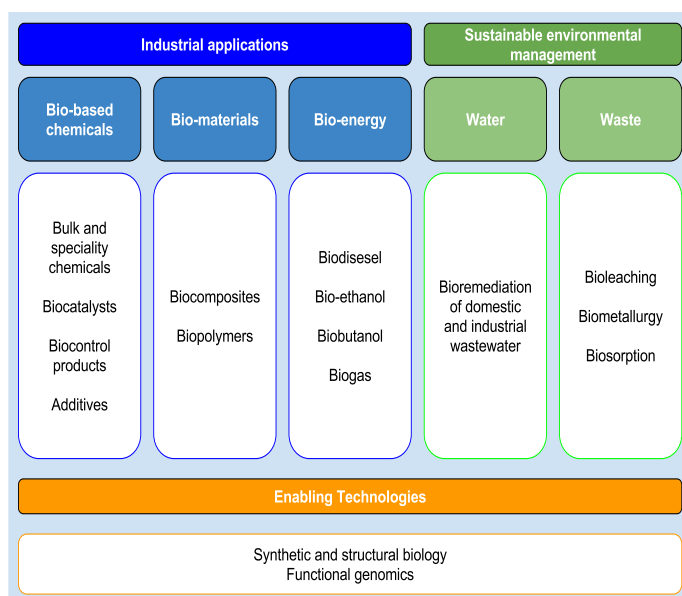 Industrial applications
Sustainable environmental
management
Bio-based
chemicals
Bio-materials
Bio-energy
Water
Waste
Bulk and
speciality
chemicals
Biocatalysts
Biocontrol
products
Additives
Biocomposites
Biopolymers
Biodisesel
Bio-ethanol
Biobutanol
Biogas
Bioremediation
of domestic
and industrial
wastewater
Bioleaching
Biometallurgy
Biosorption
Enabling Technologies
Synthetic and structural biology
Functional genomics